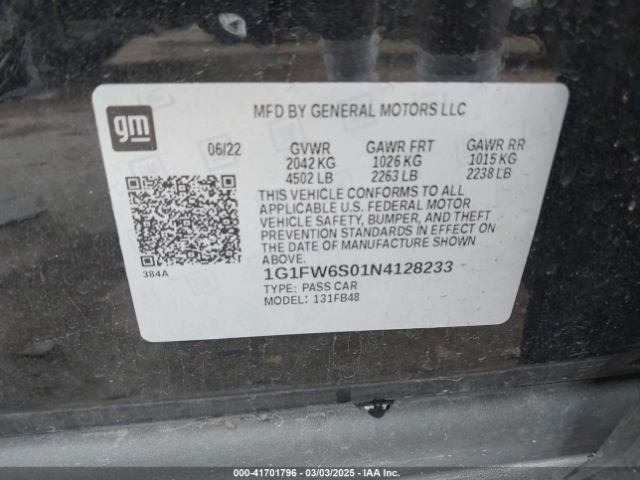 gm
MFD BY GENERAL MOTORS LLC
06/22 GVWR GAWR FRT GAWR RR
2042 KG 1026 KG 1015 KG
4502 LB 2263 LB 2238 LB
THIS VEHICLE CONFORMS TO ALL
APPLICABLE U.S. FEDERAL MOTOR
VEHICLE SAFETY, BUMPER, AND THEFT
PREVENTION STANDARDS IN EFFECT ON
THE DATE OF MANUFACTURE SHOWN
ABOVE.
384A
1G1FW6S01N4128233
TYPE: PASS CAR
MODEL: 131FB48
000-41701796 - 03/03/2025 - IAA Inc.